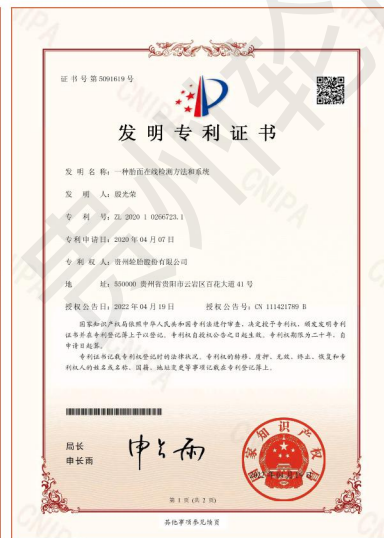 证书号第5091619号
发明专利证书
发 明 名 称：一种胎面在线检测方法和系统
发 明 人：殷光荣
专 利 号：ZL 2020 1 0266723.1
专利申请日：2020年04月07日
专 利 权 人：贵州轮胎股份有限公司
地 址：550000 贵州省贵阳市云岩区百花大道41号
授权公告日：2022年04月19日 授权公告号：CN 111421789 B
国家知识产权局依照中华人民共和国专利法进行审查，决定授予专利权，颁发发明专利
证书并在专利登记簿上予以登记。专利权自授权公告之日起生效。专利权期限为二十年，自
申请日起算。
专利证书记载专利权登记时的法律状况。专利权的转移、质押、无效、终止、恢复和专
利权人的姓名或名称、国籍、地址变更等事项记载在专利登记簿上。
局长
申长雨
申长雨
国家知识产权局
第 1 页 (共 2 页)
其他事项参见续页
CNIPA